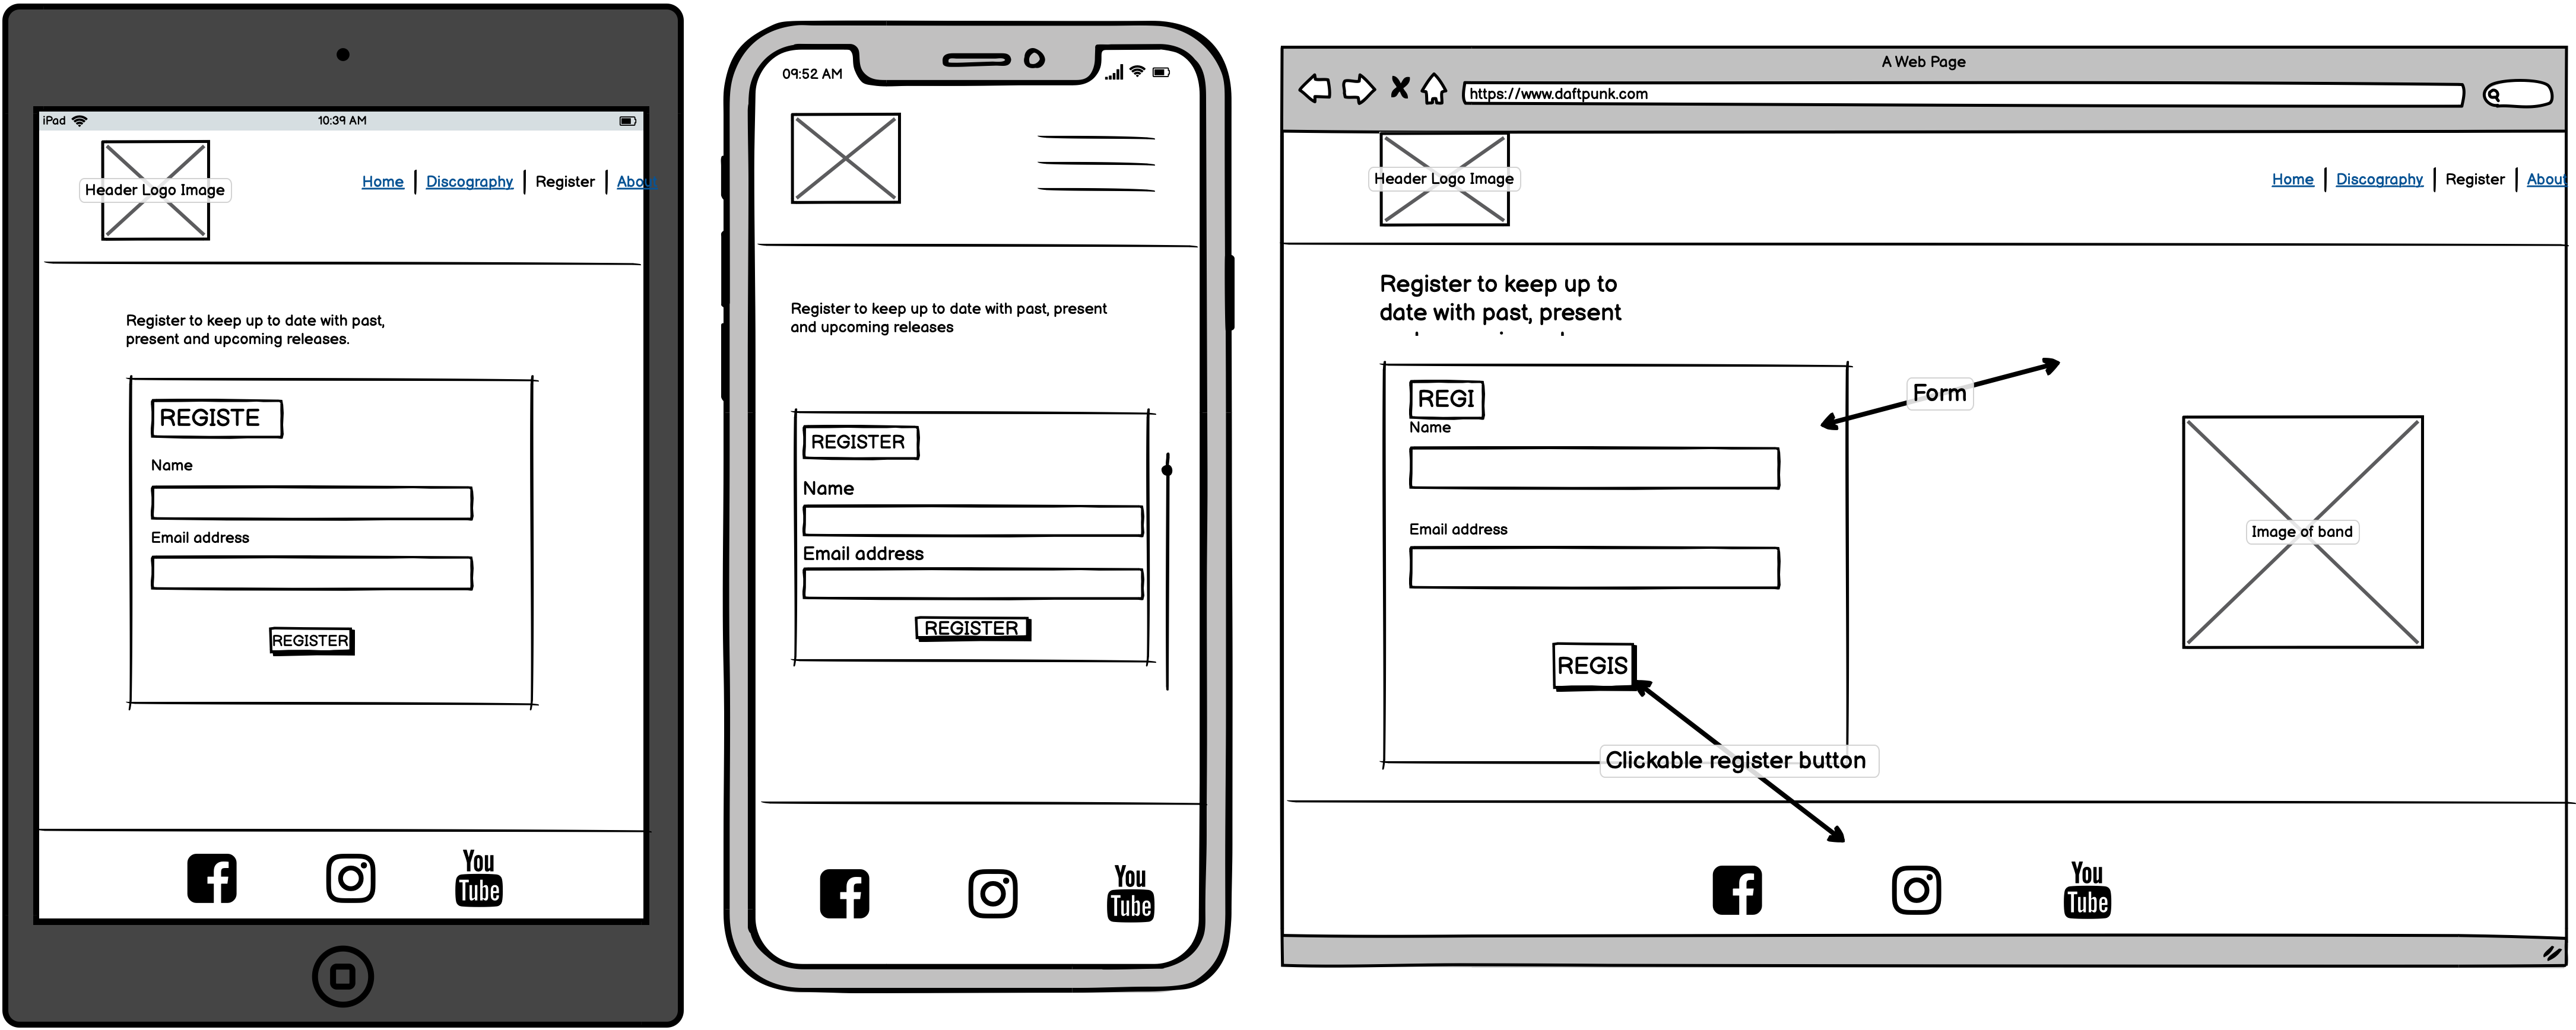 iPad
10:39 AM
Header Logo Image
Home Discography Register About
Register to keep up to date with past,
present and upcoming releases.
REGISTE
Name
Email address
REGISTER
You
Tube
09:52 AM
Register to keep up to date with past, present
and upcoming releases
REGISTER
Name
Email address
REGISTER
You
Tube
A Web Page
https://www.daftpunk.com
Header Logo Image
Home Discography Register About
Register to keep up to
date with past, present
REGI
Name
Email address
REGIS
Form
Image of band
Clickable register button
You
Tube